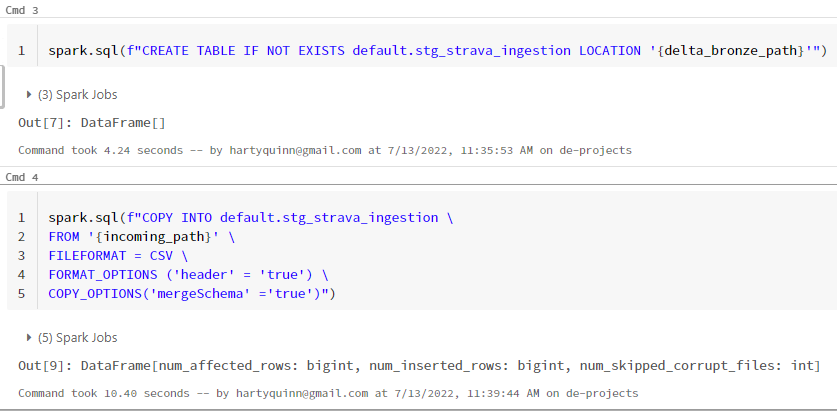 Cmd 3
1 spark.sql(f"CREATE TABLE IF NOT EXISTS default.stg_strava_ingestion LOCATION '{delta_bronze_path}'")
(3) Spark Jobs
Out[7]: DataFrame[]
Command took 4.24 seconds -- by hartyquinn@gmail.com at 7/13/2022, 11:35:53 AM on de-projects
Cmd 4
1 spark.sql(f"COPY INTO default.stg_strava_ingestion \
2 FROM '{incoming_path}' \
3 FILEFORMAT = CSV \
4 FORMAT_OPTIONS ('header' = 'true') \
5 COPY_OPTIONS('mergeSchema' ='true')")
(5) Spark Jobs
Out[9]: DataFrame[num_affected_rows: bigint, num_inserted_rows: bigint, num_skipped_corrupt_files: int]
Command took 10.40 seconds -- by hartyquinn@gmail.com at 7/13/2022, 11:39:44 AM on de-projects